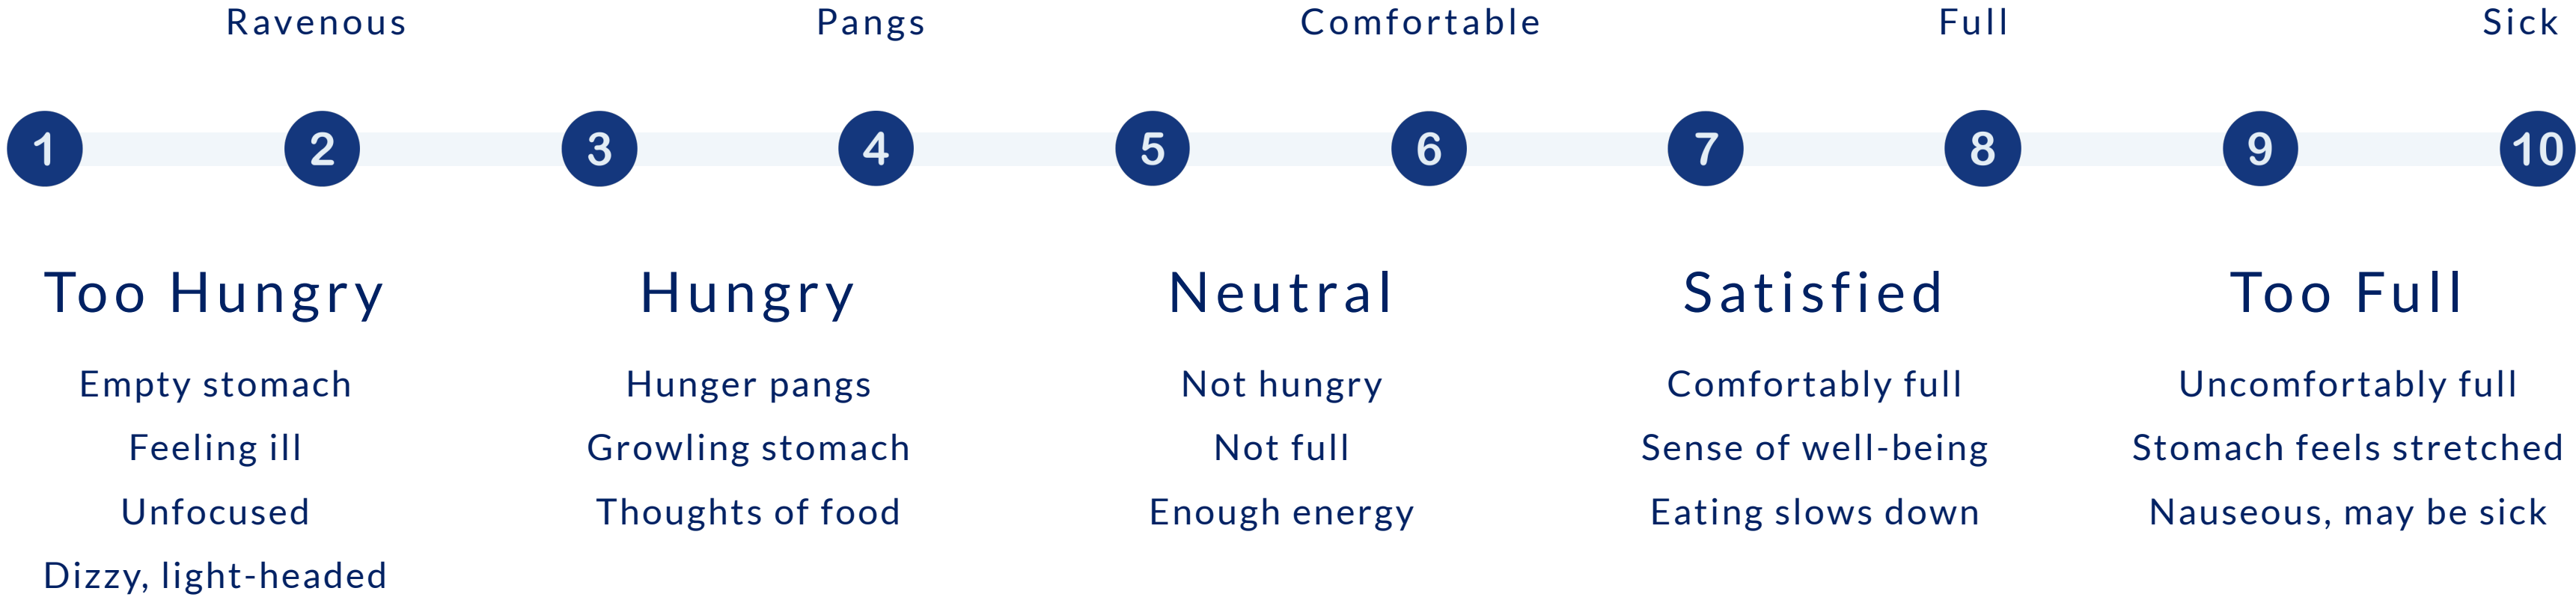 Ravenous Pangs Comfortable Full Sick
1 2 3 4 5 6 7 8 9 10
Too Hungry
Empty stomach
Feeling ill
Unfocused
Dizzy, light-headed
Hungry
Hunger pangs
Growling stomach
Thoughts of food
Neutral
Not hungry
Not full
Enough energy
Satisfied
Comfortably full
Sense of well-being
Eating slows down
Too Full
Uncomfortably full
Stomach feels stretched
Nauseous, may be sick